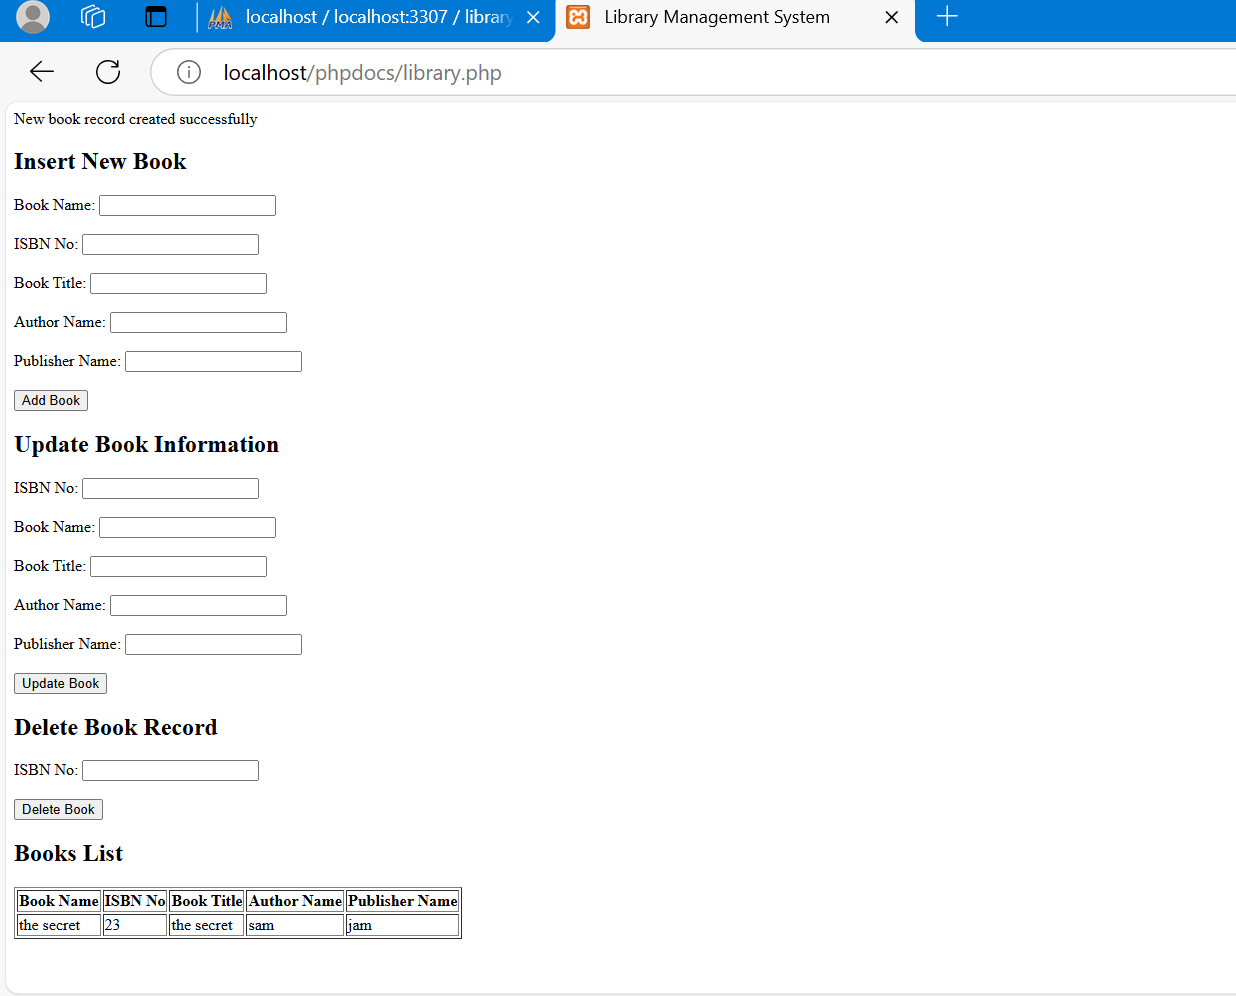 localhost / localhost:3307 / library
Library Management System
localhost/phpdocs/library.php
New book record created successfully
Insert New Book
Book Name:
ISBN No:
Book Title:
Author Name:
Publisher Name:
Add Book
Update Book Information
ISBN No:
Book Name:
Book Title:
Author Name:
Publisher Name:
Update Book
Delete Book Record
ISBN No:
Delete Book
Books List
Book Name ISBN No Book Title Author Name Publisher Name
the secret 23 the secret sam jam